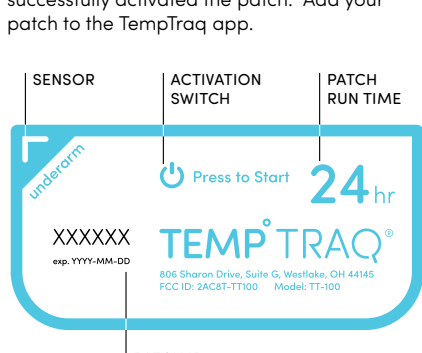 successfully activated the patch. Add your
patch to the TempTraq app.
SENSOR
ACTIVATION
SWITCH
PATCH
RUN TIME
underarm
Press to Start
24hr
XXXXXX
exp. YYYY-MM-DD
TEMP°TRAQ®
806 Sharon Drive, Suite G, Westlake, OH 44145
FCC ID: 2AC8T-TT100 Model: TT-100